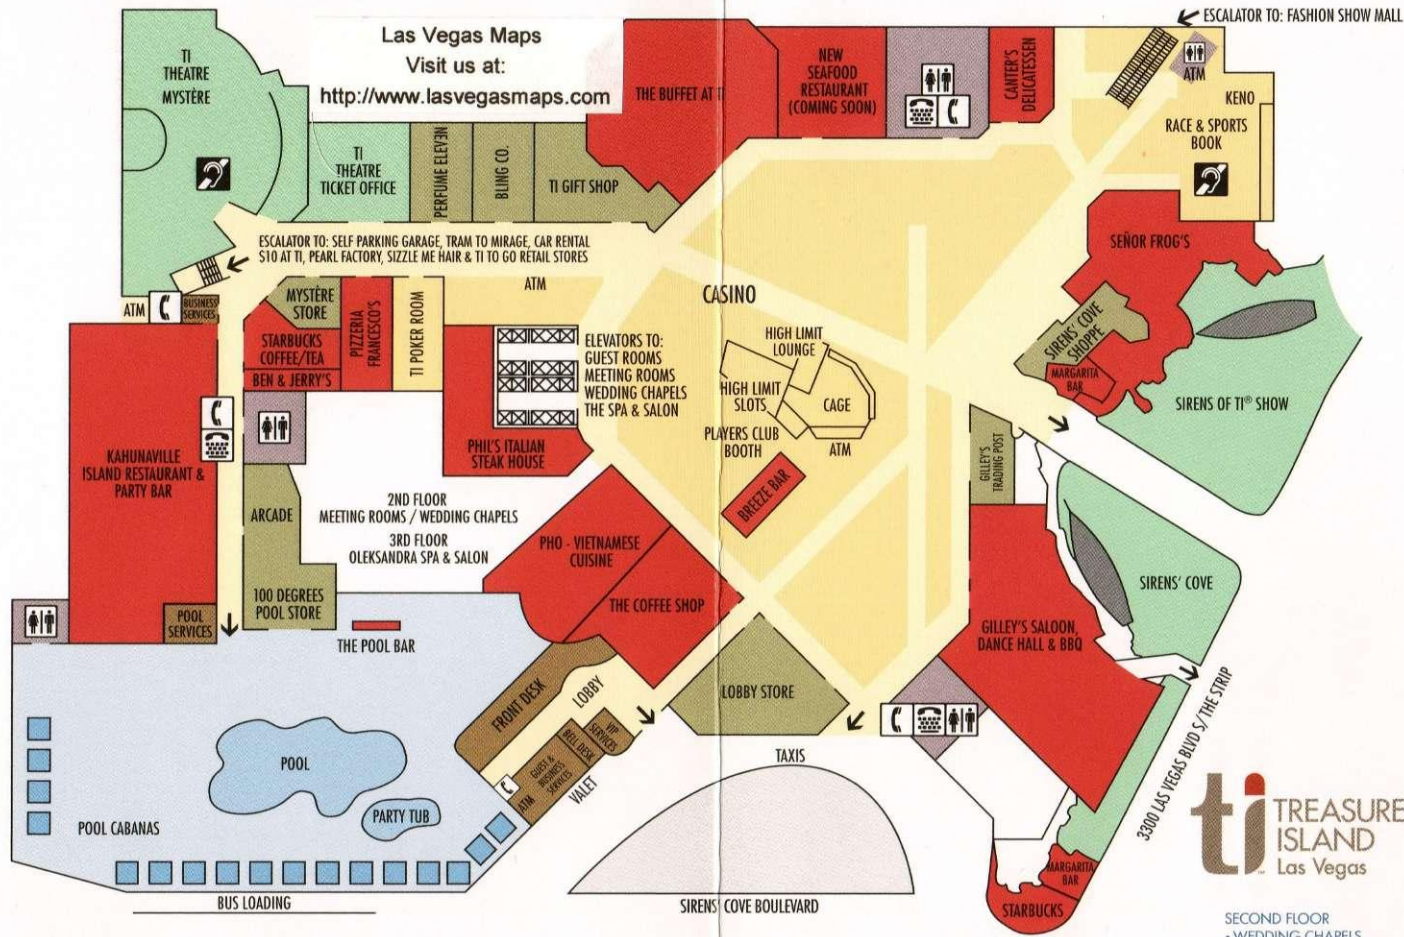 ESCALATOR TO: FASHION SHOW MALL
Las Vegas Maps
Visit us at:
http://www.lasvegasmaps.com
TI
THEATRE
MYSTÈRE
TI
THEATRE
TICKET OFFICE
PERFUME ELEVEN
BLING CO.
TI GIFT SHOP
THE BUFFET AT TI
NEW
SEAFOOD
RESTAURANT
(COMING SOON)
CANTER'S
DELICATESSEN
ATM
KENO
RACE & SPORTS
BOOK
ESCALATOR TO: SELF PARKING GARAGE, TRAM TO MIRAGE, CAR RENTAL
$10 AT TI, PEARL FACTORY, SIZZLE ME HAIR & TI TO GO RETAIL STORES
ATM
ATM
BUSINESS
SERVICES
MYSTÈRE
STORE
STARBUCKS
COFFEE/TEA
BEN & JERRY'S
PIZZERIA
FRANCESCO'S
TI POKER ROOM
ELEVATORS TO:
GUEST ROOMS
MEETING ROOMS
WEDDING CHAPELS
THE SPA & SALON
PHIL'S ITALIAN
STEAK HOUSE
CASINO
HIGH LIMIT
LOUNGE
HIGH LIMIT
SLOTS
CAGE
PLAYERS CLUB
BOOTH
ATM
BREEZE BAR
SEÑOR FROG'S
SIRENS' COVE
SHOPPE
MARGARITA
BAR
SIRENS OF TI® SHOW
GILLEY'S
TRADING POST
KAHUNAVILLE
ISLAND RESTAURANT &
PARTY BAR
ARCADE
2ND FLOOR
MEETING ROOMS / WEDDING CHAPELS
3RD FLOOR
OLEKSANDRA SPA & SALON
PHO - VIETNAMESE
CUISINE
THE COFFEE SHOP
SIRENS' COVE
100 DEGREES
POOL STORE
POOL
SERVICES
THE POOL BAR
GILLEY'S SALOON,
DANCE HALL & BBQ
FRONT DESK
LOBBY
LOBBY STORE
VIP
SERVICES
BELL DESK
GUEST &
BUSINESS
SERVICES
ATM
VALET
TAXIS
POOL
PARTY TUB
POOL CABANAS
3300 LAS VEGAS BLVD S/THE STRIP
ti TREASURE
ISLAND
Las Vegas
MARGARITA
BAR
STARBUCKS
BUS LOADING
SIRENS' COVE BOULEVARD
SECOND FLOOR
- WEDDING CHAPELS